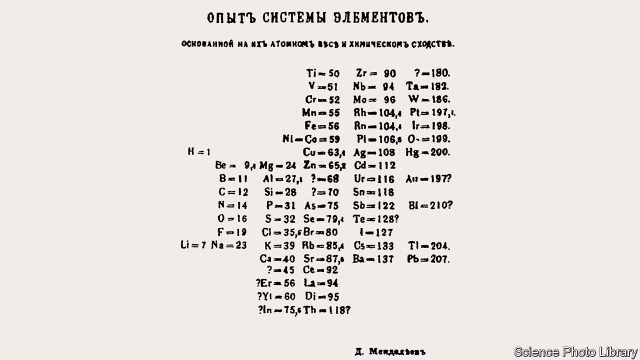 ОПЫТЪ СИСТЕМЫ ЭЛЕМЕНТОВЪ.
ОСНОВАННОЙ НА ИХЪ АТОМНОМЪ ВѢСѢ И ХИМИЧЕСКОМЪ СХОДСТВѢ.
Ti=50 Zr= 90 ?=180.
V=51 Nb= 94 Ta=182.
Cr=52 Mo= 96 W=186.
Mn=55 Rh=104,4 Pt=197,1.
Fe=56 Rn=104,4 Ir=198.
Ni=Co=59 Pl=106,6 O-=199.
H=1 Cu=63,4 Ag=108 Hg=200.
Be= 9,4 Mg=24 Zn=65,2 Cd=112
B=11 Al=27,1 ?=68 Ur=116 Au=197?
C=12 Si=28 ?=70 Sn=118
N=14 P=31 As=75 Sb=122 Bi=210?
O=16 S=32 Se=79,4 Te=128?
F=19 Cl=35,5 Br=80 I=127
Li=7 Na=23 K=39 Rb=85,4 Cs=133 Tl=204.
Ca=40 Sr=87,6 Ba=137 Pb=207.
?=45 Ce=92
?Er=56 La=94
?Yt=60 Di=95
?In=75,6 Th=118?
Д. Менделѣевъ
Science Photo Library